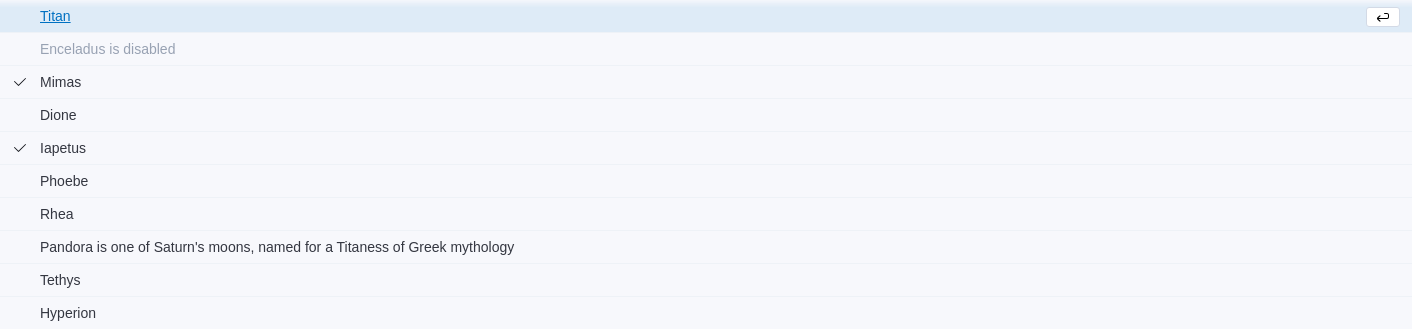 Titan
Enceladus is disabled
Mimas
Dione
Iapetus
Phoebe
Rhea
Pandora is one of Saturn's moons, named for a Titaness of Greek mythology
Tethys
Hyperion